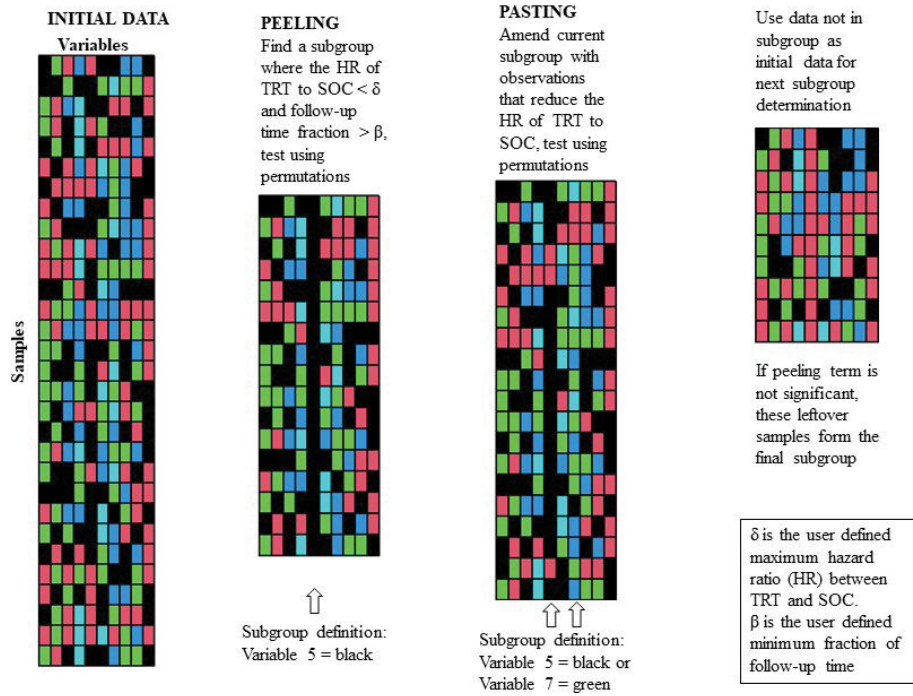 INITIAL DATA
Variables
Samples
PEELING
Find a subgroup
where the HR of
TRT to SOC < δ
and follow-up
time fraction > β,
test using
permutations
Subgroup definition:
Variable 5 = black
PASTING
Amend current
subgroup with
observations
that reduce the
HR of TRT to
SOC, test using
permutations
Subgroup definition:
Variable 5 = black or
Variable 7 = green
Use data not in
subgroup as
initial data for
next subgroup
determination
If peeling term is
not significant,
these leftover
samples form the
final subgroup
δ is the user defined
maximum hazard
ratio (HR) between
TRT and SOC.
β is the user defined
minimum fraction of
follow-up time